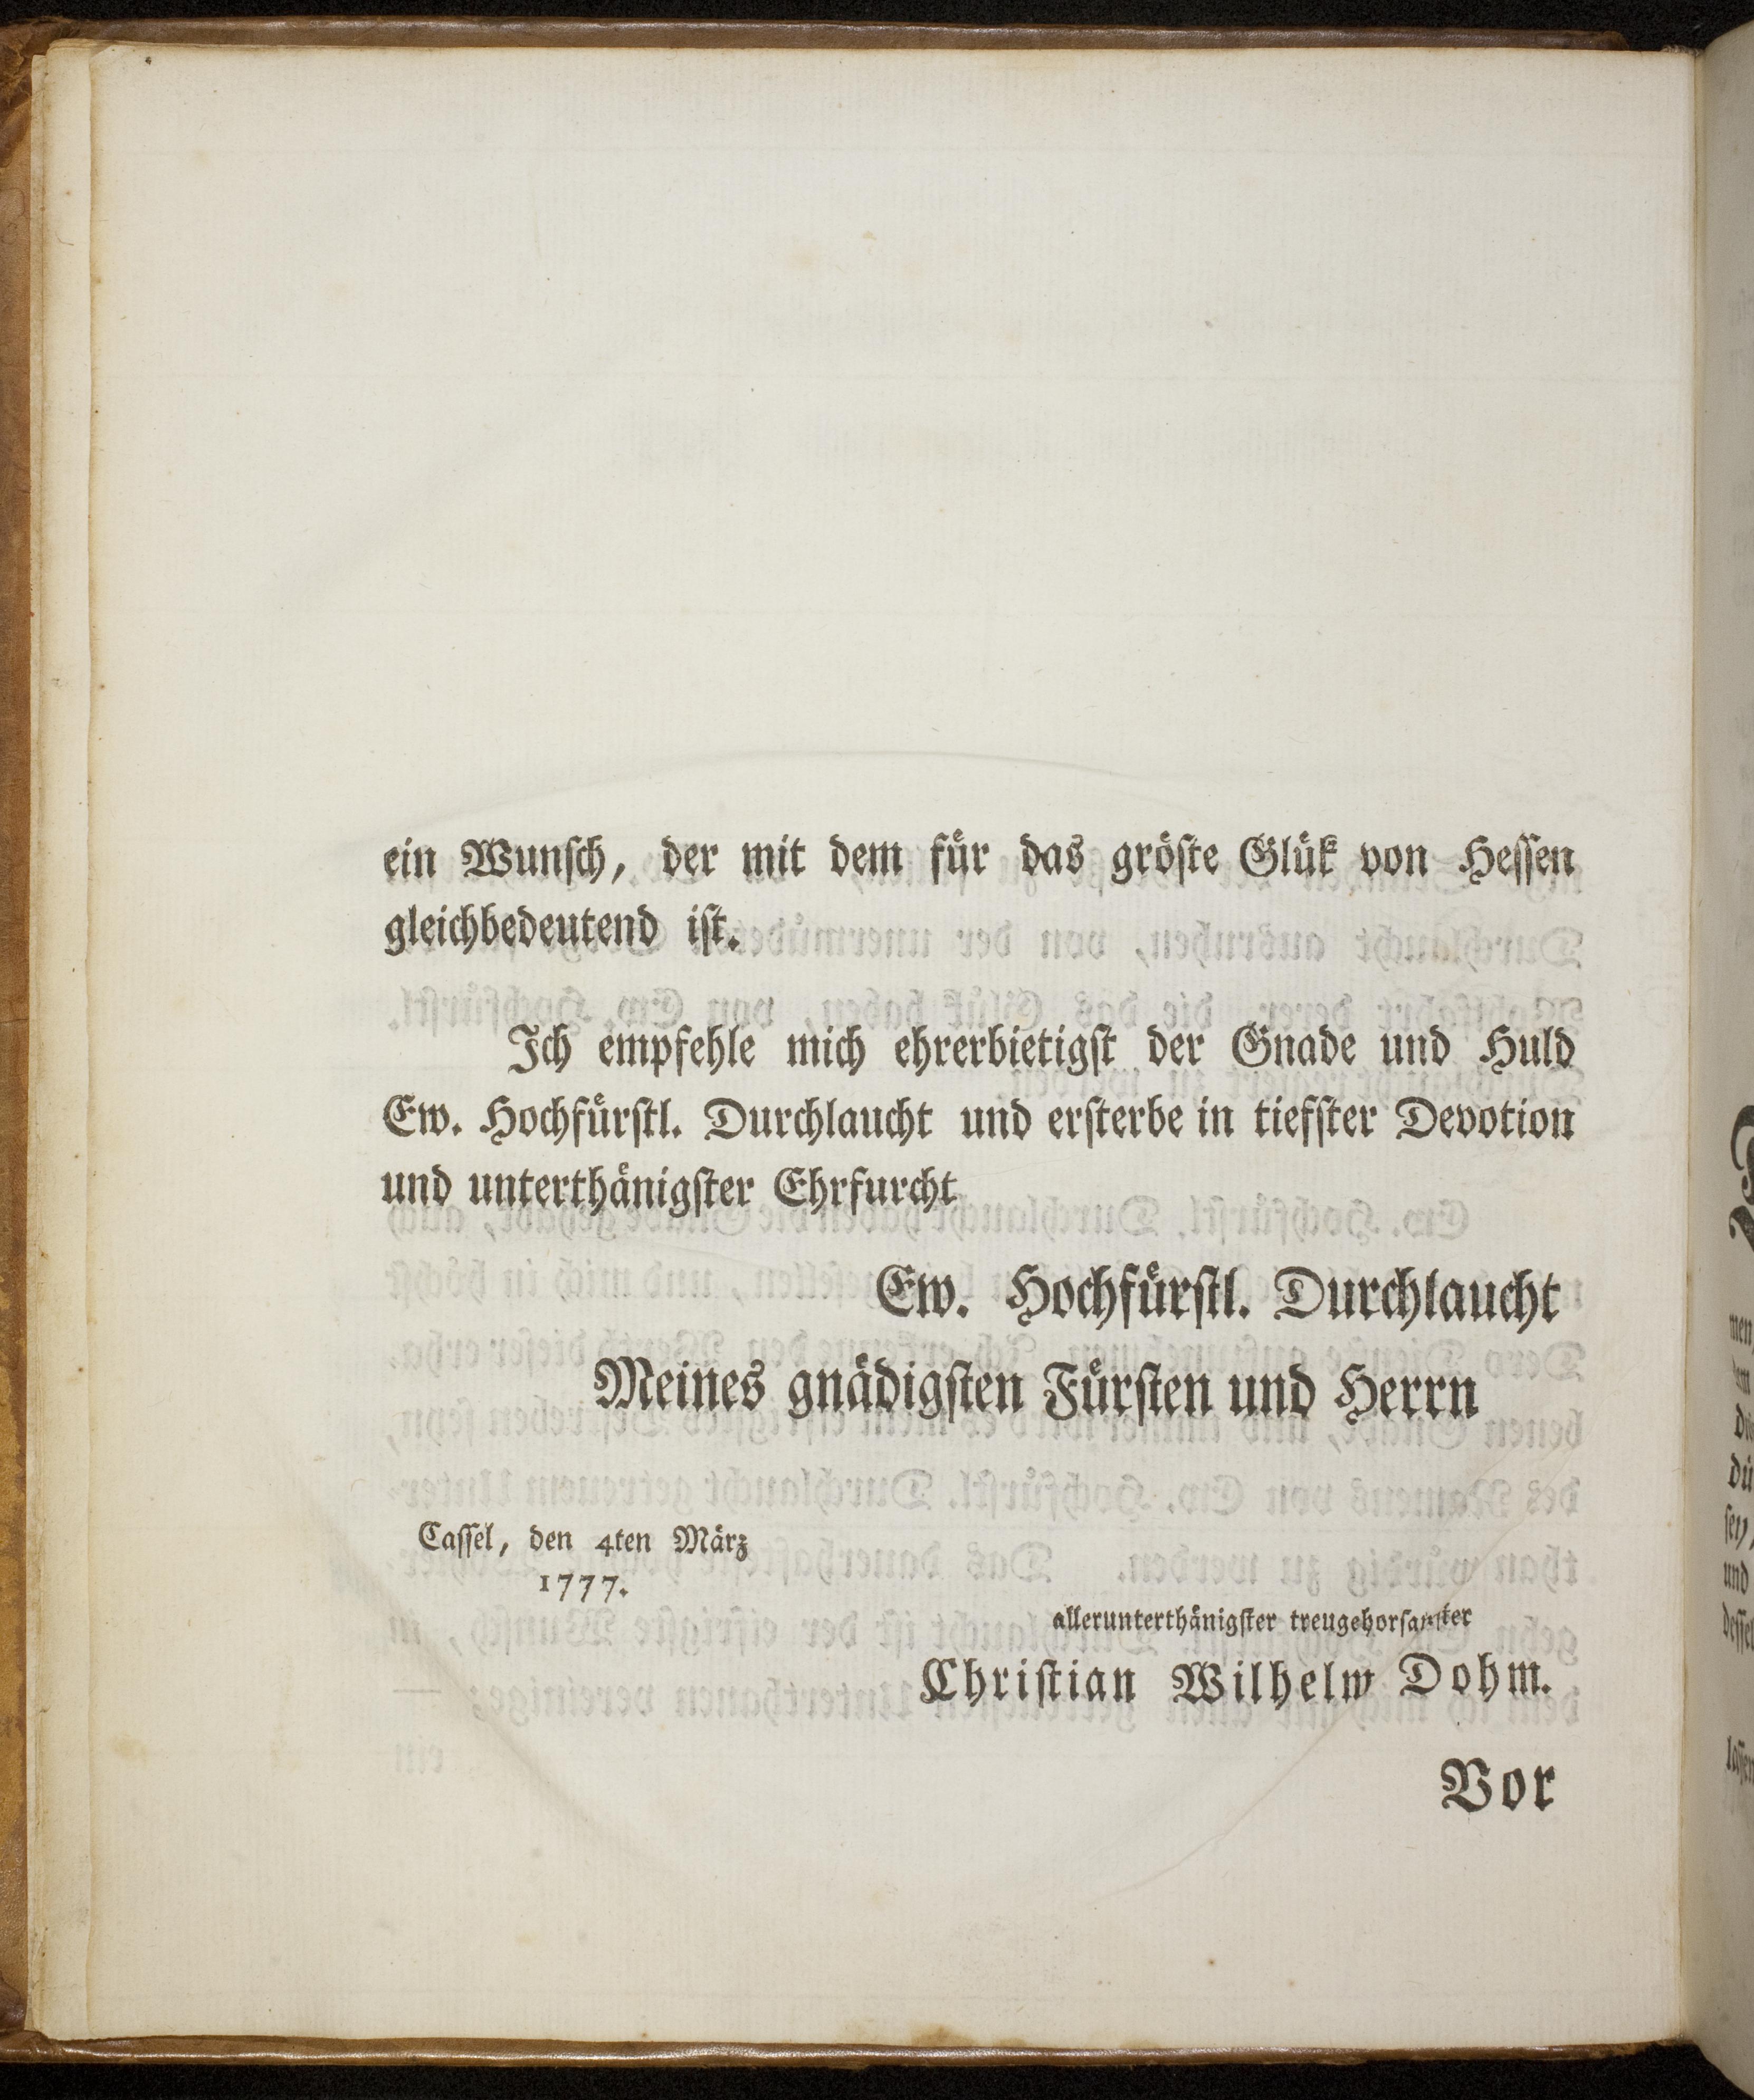 ein Wunſch, der mit dem für das gröſte Glük von Heſſen
gleichbedeutend iſt.
Ich empfehle mich ehrerbietigſt der Gnade und Huld
Ew. Hochfürſtl. Durchlaucht und erſterbe in tiefſter Devotion
und unterthänigſter Ehrfurcht
Ew. Hochfürſtl. Durchlaucht
Meines gnädigſten Fürſten und Herrn
Caſſel, den 4ten März
1777.
allerunterthänigſter treugehorſamſter
Chriſtian Wilhelm Dohm.
Vor